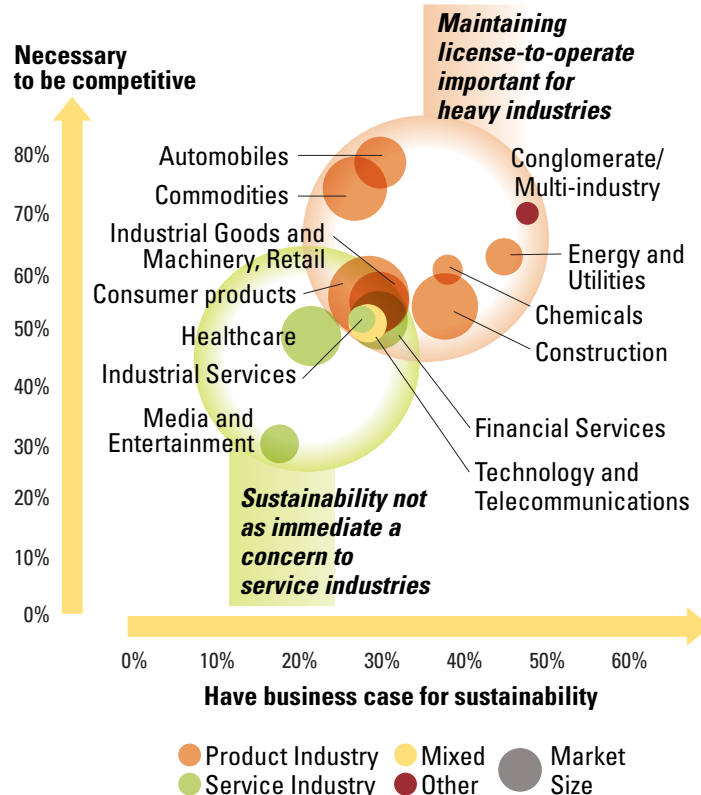 Necessary
to be competitive
Maintaining
license-to-operate
important for
heavy industries
80%
70%
60%
50%
40%
30%
20%
10%
0%
Automobiles
Commodities
Industrial Goods and
Machinery, Retail
Consumer products
Healthcare
Industrial Services
Media and
Entertainment
Conglomerate/
Multi-industry
Energy and
Utilities
Chemicals
Construction
Financial Services
Technology and
Telecommunications
Sustainability not
as immediate a
concern to
service industries
0% 10% 20% 30% 40% 50% 60%
Have business case for sustainability
Product Industry
Service Industry
Mixed
Other
Market
Size